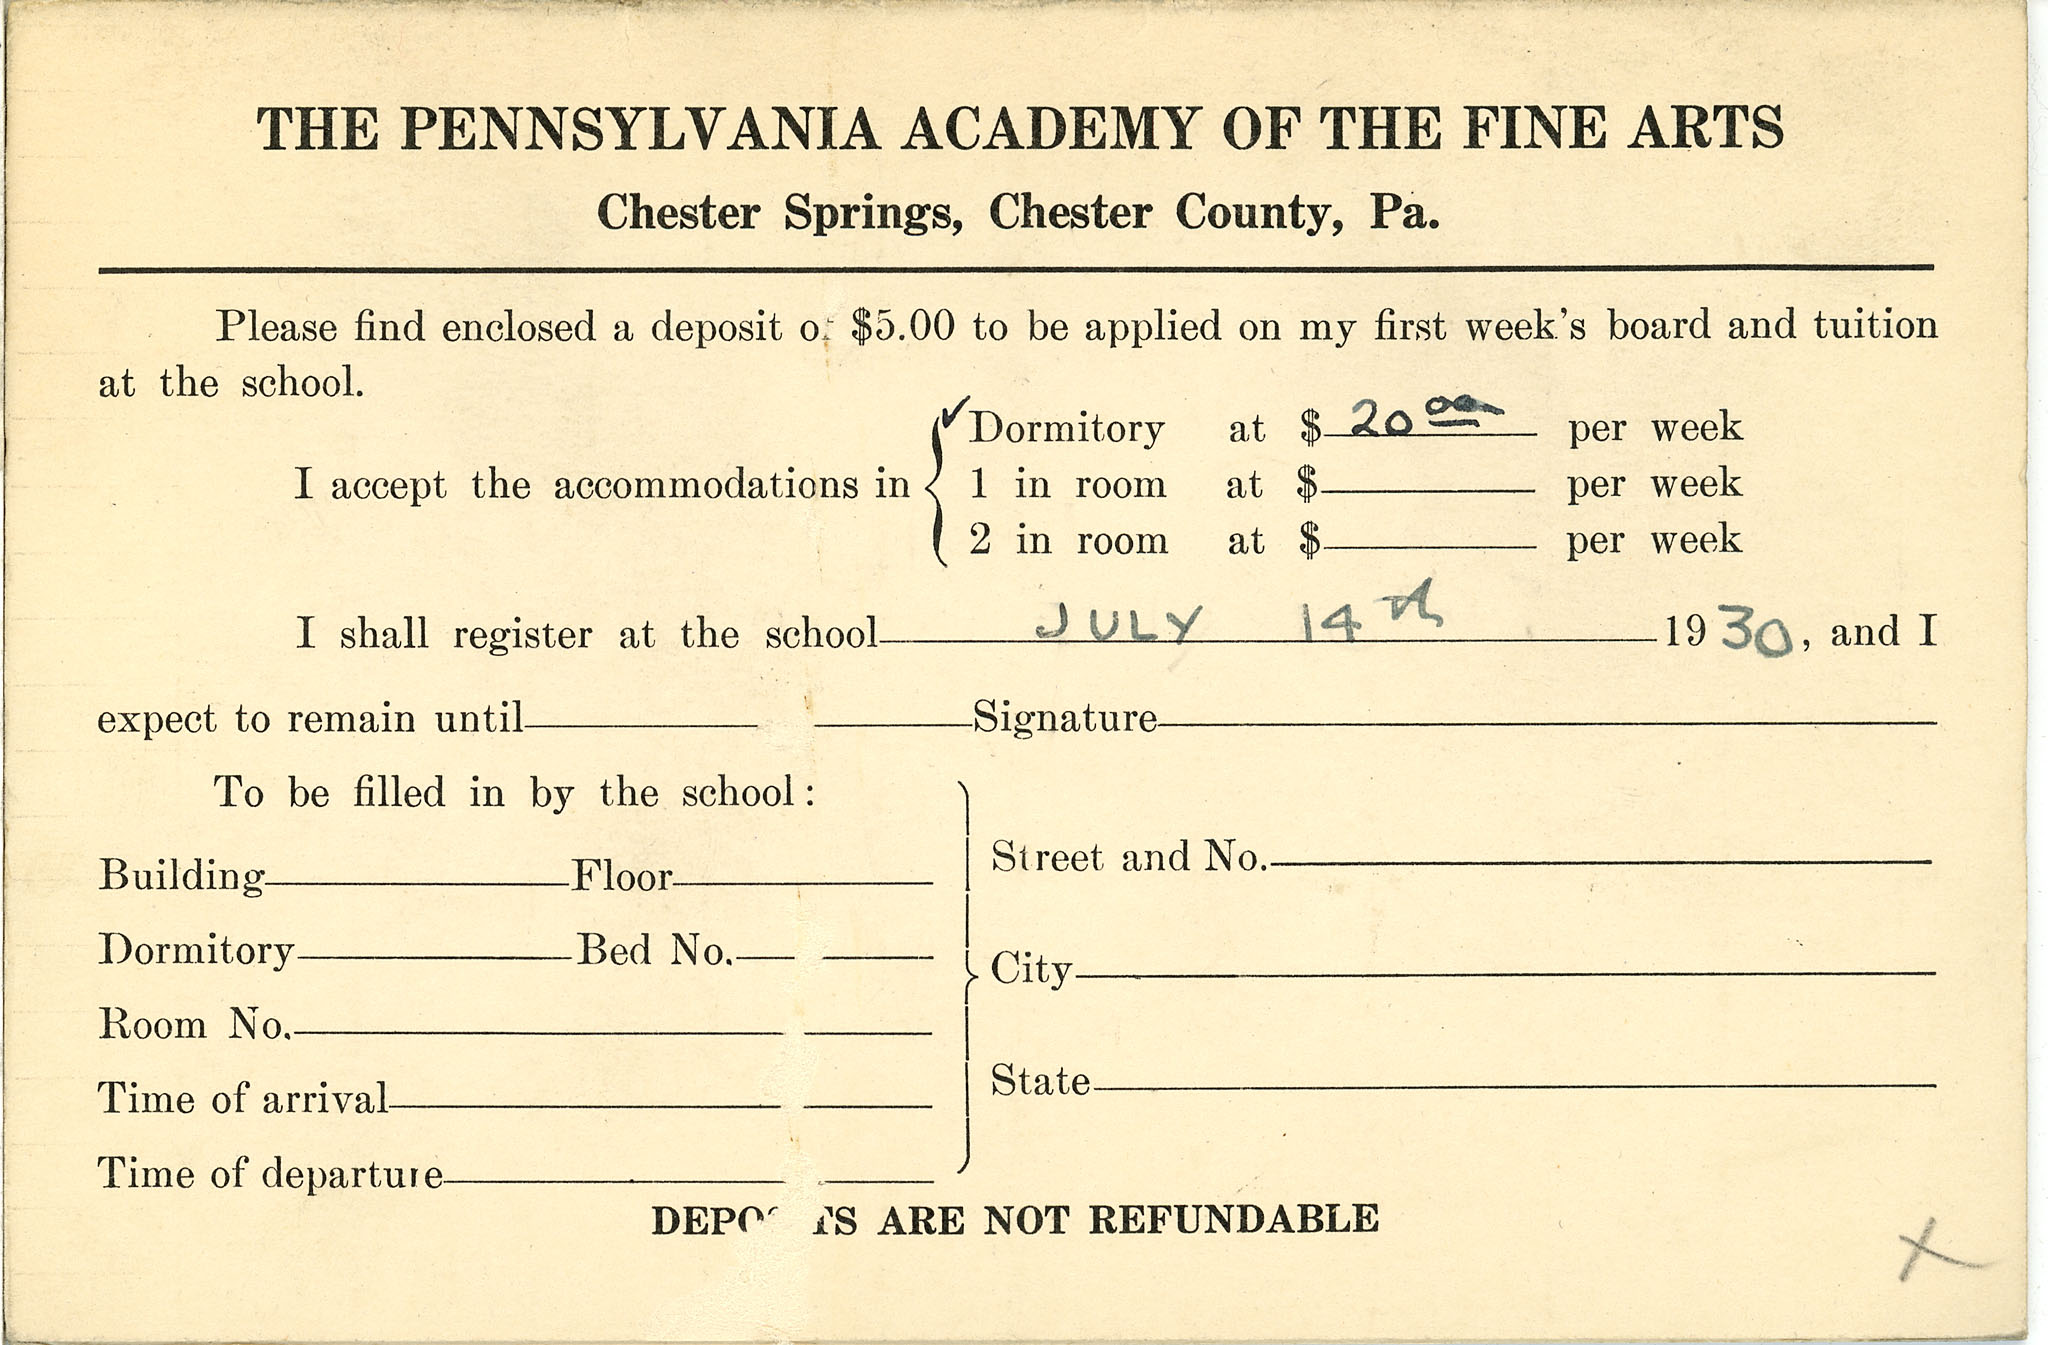 THE PENNSYLVANIA ACADEMY OF THE FINE ARTS
Chester Springs, Chester County, Pa.
Please find enclosed a deposit of $5.00 to be applied on my first week's board and tuition
at the school.
I accept the accommodations in
✓ Dormitory at $ 20 00 per week
1 in room at $ per week
2 in room at $ per week
I shall register at the school JULY 14th 1930, and I
expect to remain until Signature
To be filled in by the school:
Building Floor
Dormitory Bed No.
Room No.
Time of arrival
Time of departure
Street and No.
City
State
DEPOSITS ARE NOT REFUNDABLE
X